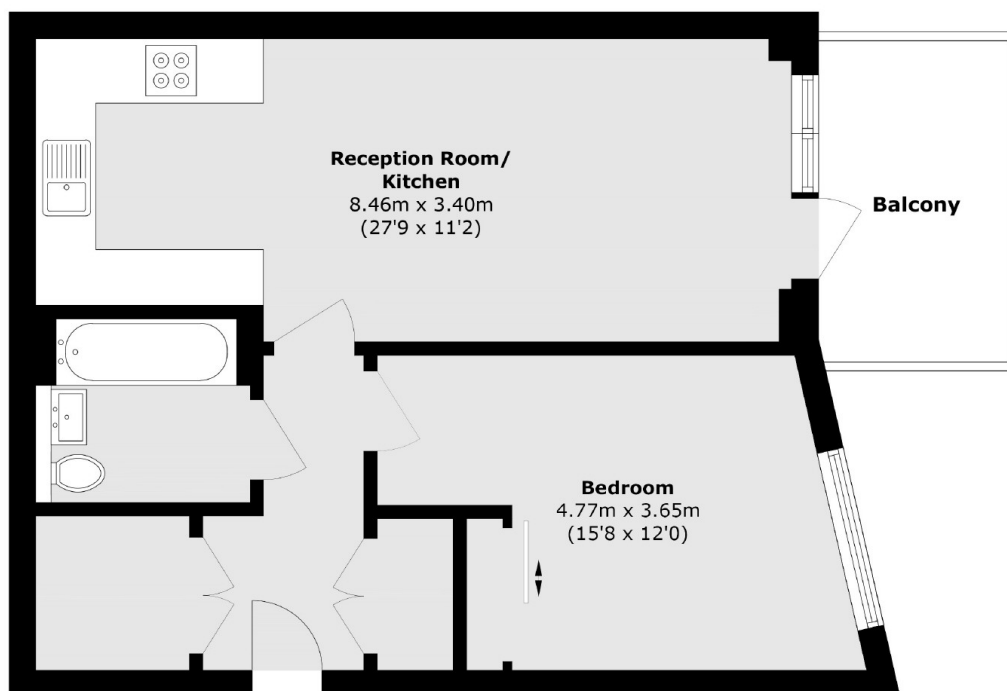 Reception Room/
Kitchen
8.46m x 3.40m
(27'9 x 11'2)
Balcony
Bedroom
4.77m x 3.65m
(15'8 x 12'0)